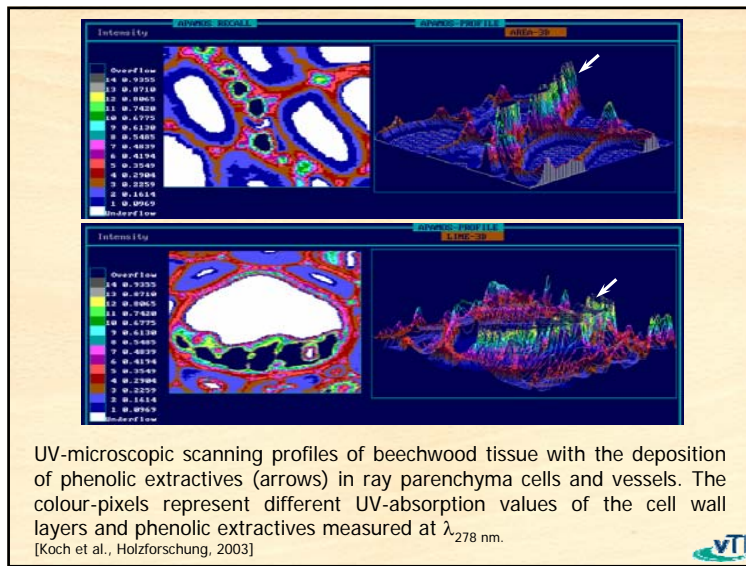 APAMOS RECALL
APAMOS-PROFILE
Intensity
AREA-3D
Overflow
14 0.9355
13 0.8710
12 0.8065
11 0.7420
10 0.6775
9 0.6130
8 0.5485
7 0.4839
6 0.4194
5 0.3549
4 0.2904
3 0.2259
2 0.1614
1 0.0969
Underflow
APAMOS-PROFILE
Intensity
LINE-3D
Overflow
14 0.9355
13 0.8710
12 0.8065
11 0.7420
10 0.6775
9 0.6130
8 0.5485
7 0.4839
6 0.4194
5 0.3549
4 0.2904
3 0.2259
2 0.1614
1 0.0969
Underflow
UV-microscopic scanning profiles of beechwood tissue with the deposition
of phenolic extractives (arrows) in ray parenchyma cells and vessels. The
colour-pixels represent different UV-absorption values of the cell wall
layers and phenolic extractives measured at λ278 nm.
[Koch et al., Holzforschung, 2003]
vTI